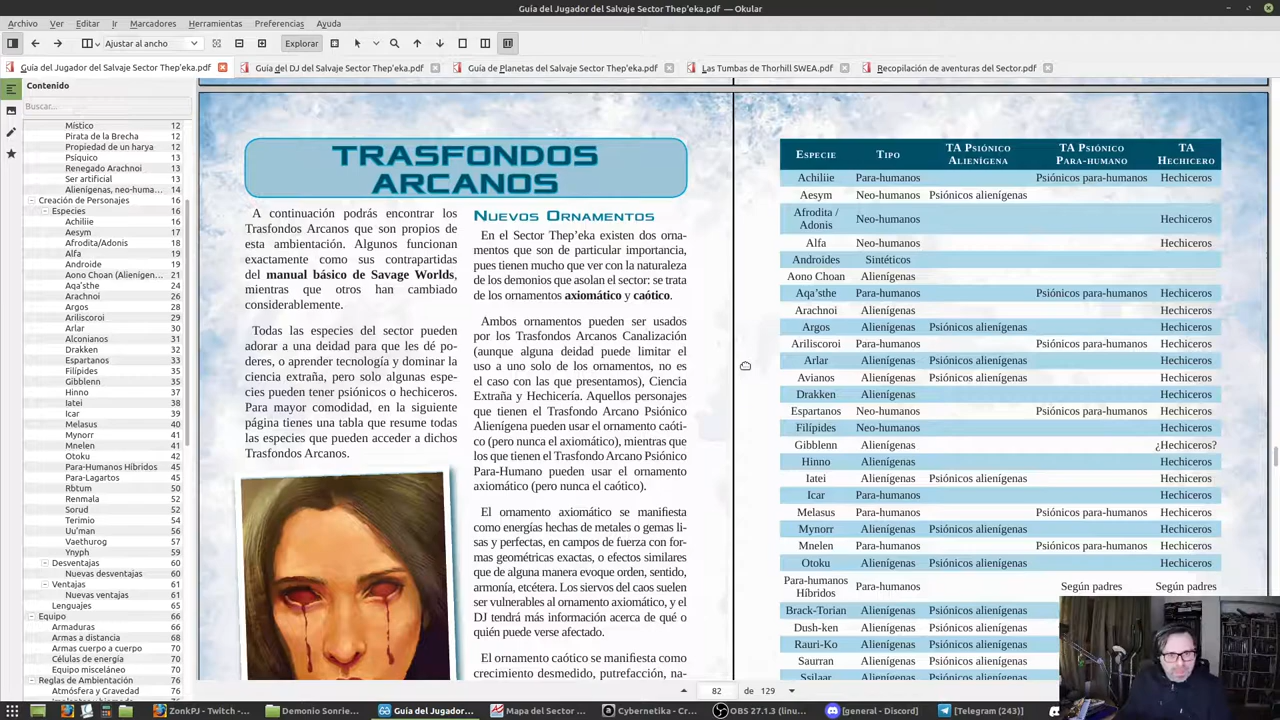 Guía del Jugador del Salvaje Sector Thep'eka.pdf — Okular
Archivo Ver Editar Ir Marcadores Herramientas Preferencias Ayuda
Ajustar al ancho Explorar
Guía del Jugador del Salvaje Sector Thep'eka.pdf Guía del DJ del Salvaje Sector Thep'eka.pdf Guía de Planetas del Salvaje Sector Thep'eka.pdf Las Tumbas de Thorhill SWEA.pdf Recopilación de aventuras del Sector.pdf
Contenido
Buscar...
Místico 12
Pirata de la Brecha 12
Propiedad de un harya 12
Psíquico 13
Renegado Arachnoi 13
Ser artificial 13
Alienígenas, neo-huma... 14
Creación de Personajes 16
Especies 16
Achiliie 16
Aesym 17
Afrodita/Adonis 18
Alfa 19
Androide 19
Aono Choan (Alienígen... 21
Aqa'sthe 24
Arachnoi 26
Argos 28
Ariliscoroi 29
Arlar 30
Alconianis 31
Drakken 32
Espartanos 33
Filípides 35
Gibblenn 35
Hinno 37
Iatei 38
Icar 39
Melasus 40
Mynorr 41
Mnelen 41
Otoku 42
Para-Humanos Híbridos 45
Para-Lagartos 45
Rbtum 52
Renmala 52
Sorud 52
Terimio 54
Uu'man 56
Vaethurog 57
Ynyph 59
Desventajas 60
Nuevas desventajas 60
Ventajas 61
Nuevas ventajas 61
Lenguajes 65
Equipo 66
Armaduras 66
Armas a distancia 68
Armas cuerpo a cuerpo 70
Células de energía 70
Equipo misceláneo 70
Reglas de Ambientación 76
Atmósfera y Gravedad 76
TRASFONDOS
ARCANOS
A continuación podrás encontrar los
Trasfondos Arcanos que son propios de
esta ambientación. Algunos funcionan
exactamente como sus contrapartidas
del manual básico de Savage Worlds,
mientras que otros han cambiado
considerablemente.
Todas las especies del sector pueden
adorar a una deidad para que les dé po-
deres, o aprender tecnología y dominar la
ciencia extraña, pero solo algunas espe-
cies pueden tener psiónicos o hechiceros.
Para mayor comodidad, en la siguiente
página tienes una tabla que resume todas
las especies que pueden acceder a dichos
Trasfondos Arcanos.
Nuevos Ornamentos
En el Sector Thep'eka existen dos orna-
mentos que son de particular importancia,
pues tienen mucho que ver con la naturaleza
de los demonios que asolan el sector: se trata
de los ornamentos axiomático y caótico.
Ambos ornamentos pueden ser usados
por los Trasfondos Arcanos Canalización
(aunque alguna deidad puede limitar el
uso a uno solo de los ornamentos, no es
el caso con las que presentamos), Ciencia
Extraña y Hechicería. Aquellos personajes
que tienen el Trasfondo Arcano Psiónico
Alienígena pueden usar el ornamento caóti-
co (pero nunca el axiomático), mientras que
los que tienen el Trasfondo Arcano Psiónico
Para-Humano pueden usar el ornamento
axiomático (pero nunca el caótico).
El ornamento axiomático se manifiesta
como energías hechas de metales o gemas li-
sas y perfectas, en campos de fuerza con for-
mas geométricas exactas, o efectos similares
que de alguna manera evoque orden, sentido,
armonía, etcétera. Los siervos del caos suelen
ser vulnerables al ornamento axiomático, y el
DJ tendrá más información acerca de qué o
quién puede verse afectado.
El ornamento caótico se manifiesta como
crecimiento desmedido, putrefacción, na-
Especie Tipo TA Psiónico Alienígena TA Psiónico Para-humano TA Hechicero
Achiliie Para-humanos Psiónicos para-humanos Hechiceros
Aesym Neo-humanos Psiónicos alienígenas
Afrodita / Adonis Neo-humanos Hechiceros
Alfa Neo-humanos Hechiceros
Androides Sintéticos
Aono Choan Alienígenas
Aqa'sthe Para-humanos Psiónicos para-humanos Hechiceros
Arachnoi Alienígenas Hechiceros
Argos Alienígenas Psiónicos alienígenas Hechiceros
Ariliscoroi Para-humanos Psiónicos para-humanos Hechiceros
Arlar Alienígenas Psiónicos alienígenas Hechiceros
Avianos Alienígenas Psiónicos alienígenas Hechiceros
Drakken Alienígenas Hechiceros
Espartanos Neo-humanos Psiónicos para-humanos Hechiceros
Filípides Neo-humanos Hechiceros
Gibblenn Alienígenas ¿Hechiceros?
Hinno Alienígenas Hechiceros
Iatei Alienígenas Psiónicos alienígenas Hechiceros
Icar Para-humanos Hechiceros
Melasus Para-humanos Psiónicos para-humanos Hechiceros
Mynorr Alienígenas Psiónicos alienígenas Hechiceros
Mnelen Para-humanos Psiónicos para-humanos Hechiceros
Otoku Alienígenas Psiónicos alienígenas Hechiceros
Para-humanos Híbridos Para-humanos Según padres Según padres
Brack-Torian Alienígenas Psiónicos alienígenas
Dush-ken Alienígenas Psiónicos alienígenas
Rauri-Ko Alienígenas Psiónicos alienígenas
Saurran Alienígenas Psiónicos alienígenas
Ssilaar Alienígenas Psiónicos alienígenas
82 de 129
ZonkPJ - Twitch -... Demonio Sonrie... Guía del Jugador... Mapa del Sector ... Cybernetika - Cr... OBS 27.1.3 (linu... [general - Discord] [Telegram (243)]